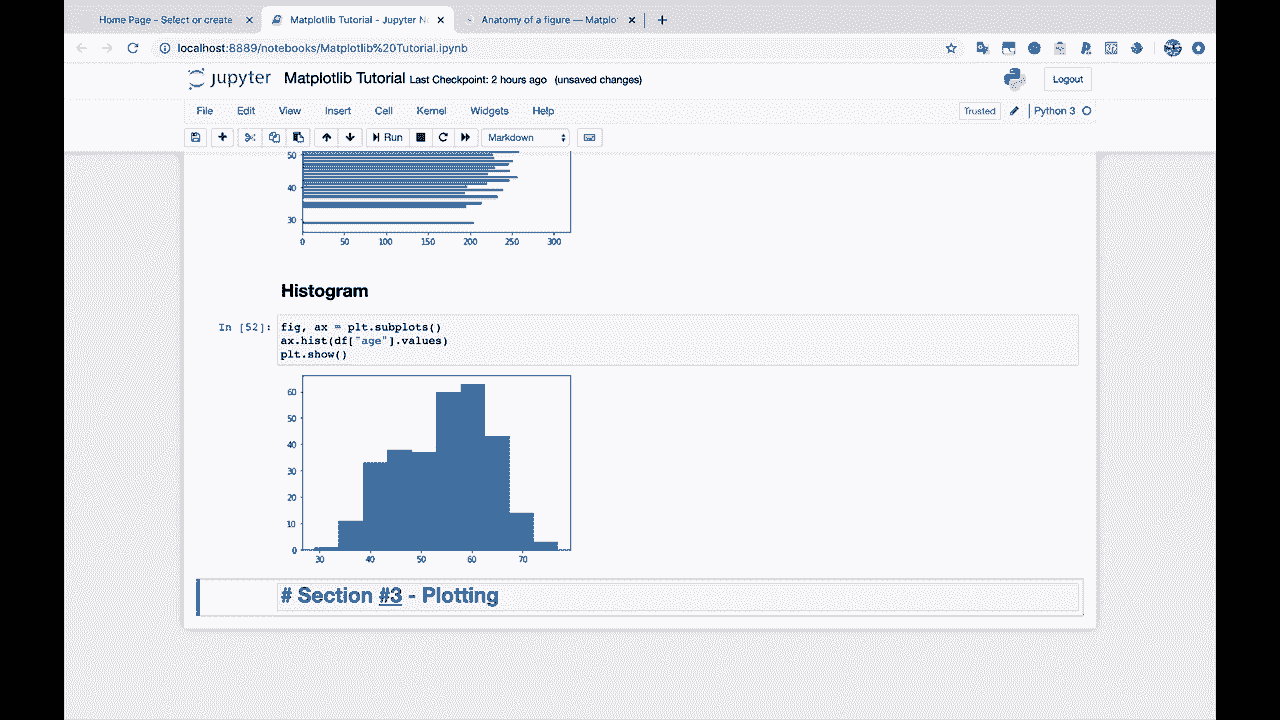 Home Page - Select or create
Matplotlib Tutorial - Jupyter N
Anatomy of a figure — Matplot
localhost:8889/notebooks/Matplotlib%20Tutorial.ipynb
jupyter Matplotlib Tutorial Last Checkpoint: 2 hours ago (unsaved changes)
Logout
File Edit View Insert Cell Kernel Widgets Help
Trusted
Python 3
Run
Markdown
50
40
30
0 50 100 150 200 250 300
Histogram
In [52]:
fig, ax = plt.subplots()
ax.hist(df["age"].values)
plt.show()
60
50
40
30
20
10
0
30 40 50 60 70
# Section #3 - Plotting